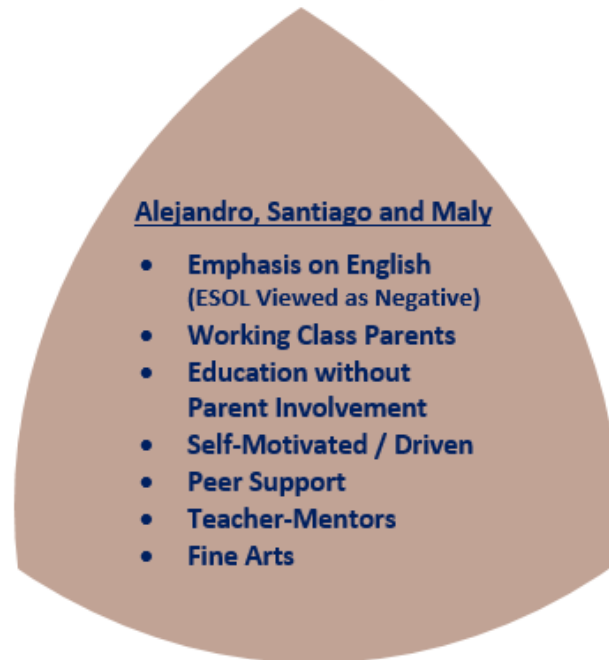 Alejandro, Santiago and Maly
• Emphasis on English
(ESOL Viewed as Negative)
• Working Class Parents
• Education without
Parent Involvement
• Self-Motivated / Driven
• Peer Support
• Teacher-Mentors
• Fine Arts